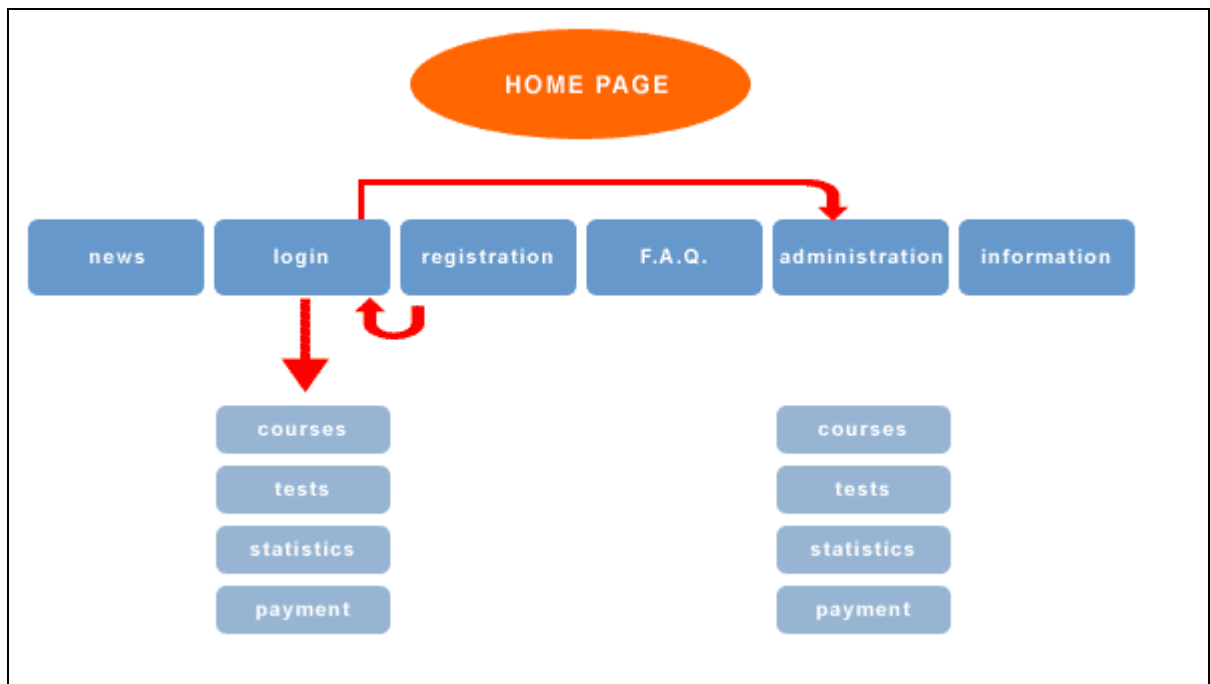 HOME PAGE
news
login
registration
F.A.Q.
administration
information
courses
tests
statistics
payment
courses
tests
statistics
payment